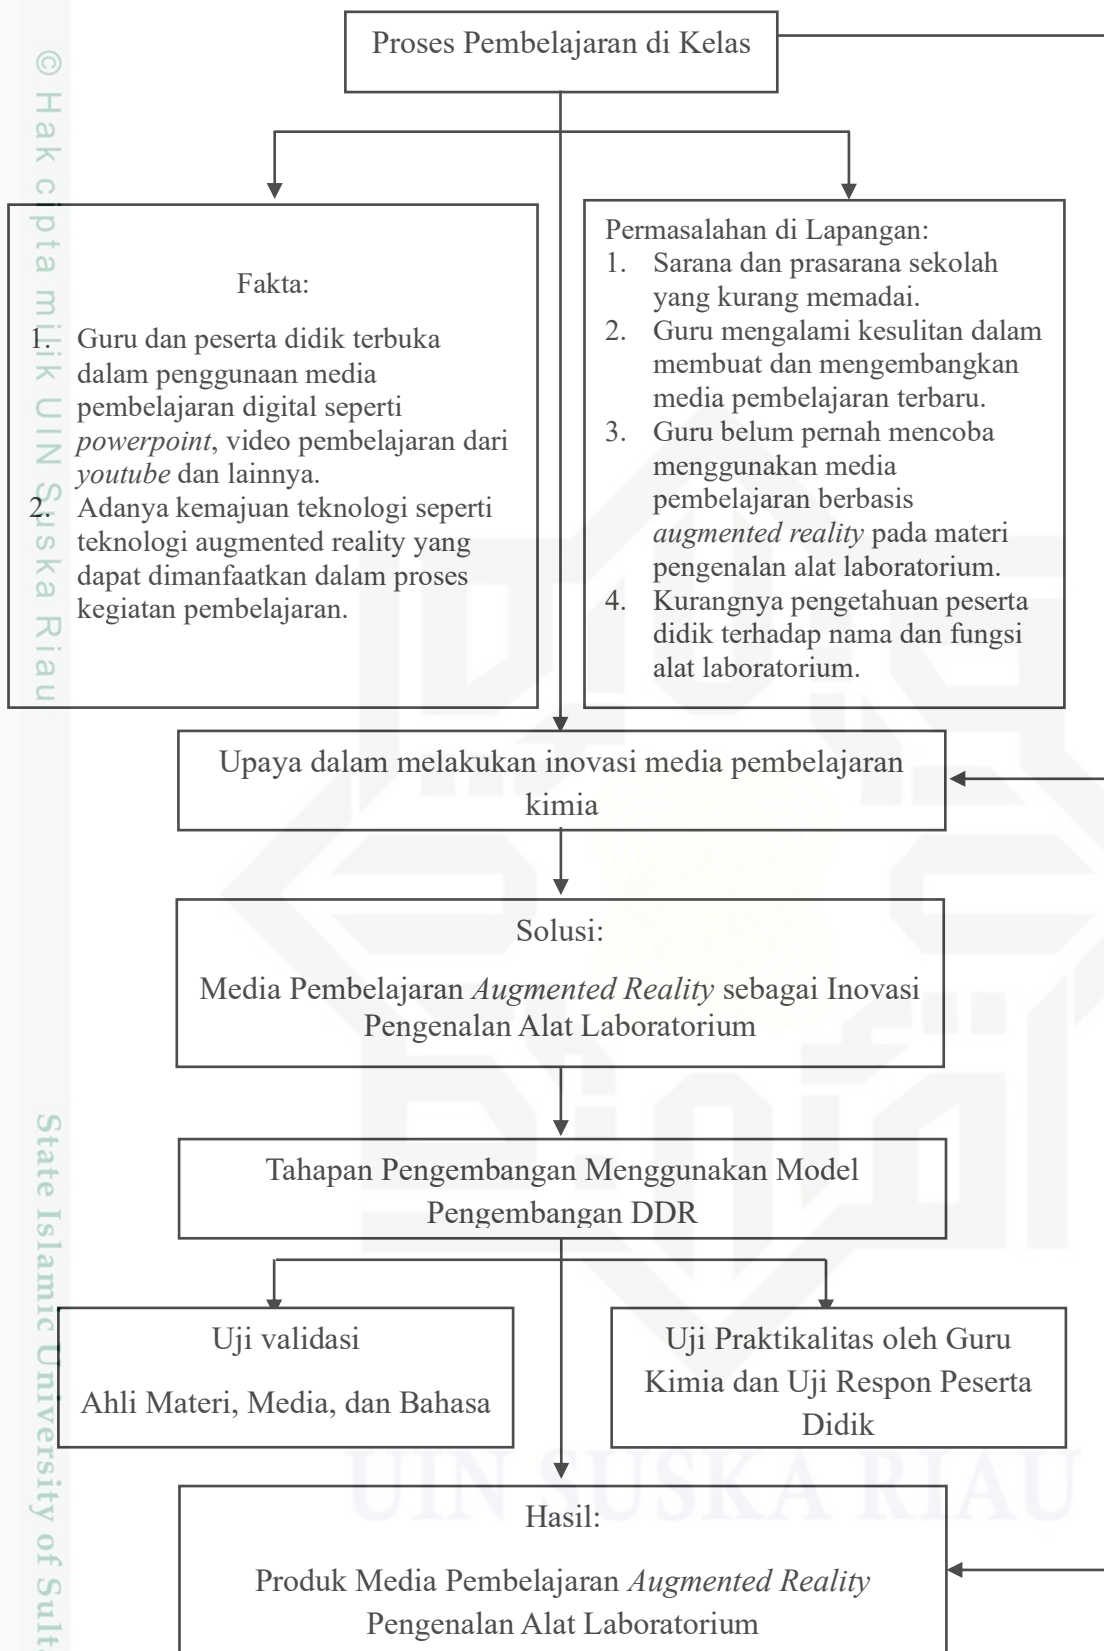 Proses Pembelajaran di Kelas
Fakta:
1. Guru dan peserta didik terbuka
dalam penggunaan media
pembelajaran digital seperti
powerpoint, video pembelajaran dari
youtube dan lainnya.
2. Adanya kemajuan teknologi seperti
teknologi augmented reality yang
dapat dimanfaatkan dalam proses
kegiatan pembelajaran.
Permasalahan di Lapangan:
1. Sarana dan prasarana sekolah
yang kurang memadai.
2. Guru mengalami kesulitan dalam
membuat dan mengembangkan
media pembelajaran terbaru.
3. Guru belum pernah mencoba
menggunakan media
pembelajaran berbasis
augmented reality pada materi
pengenalan alat laboratorium.
4. Kurangnya pengetahuan peserta
didik terhadap nama dan fungsi
alat laboratorium.
Upaya dalam melakukan inovasi media pembelajaran
kimia
Solusi:
Media Pembelajaran Augmented Reality sebagai Inovasi
Pengenalan Alat Laboratorium
Tahapan Pengembangan Menggunakan Model
Pengembangan DDR
Uji validasi
Ahli Materi, Media, dan Bahasa
Uji Praktikalitas oleh Guru
Kimia dan Uji Respon Peserta
Didik
Hasil:
Produk Media Pembelajaran Augmented Reality
Pengenalan Alat Laboratorium
© Hak cipta milik UIN Suska Riau
State Islamic University of
UIN SUSKA RIAU